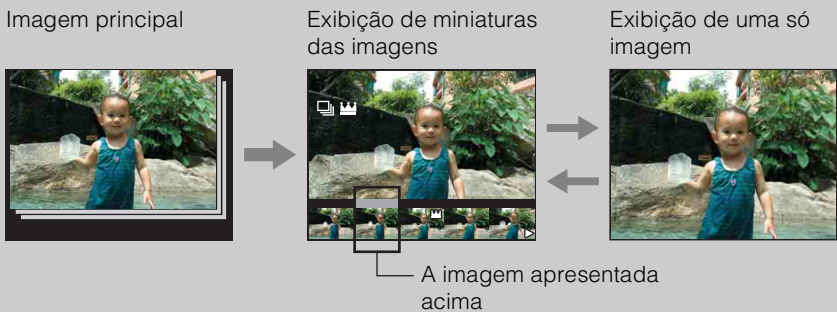 Imagem principal
Exibição de miniaturas
das imagens
Exibição de uma só
imagem
A imagem apresentada
acima